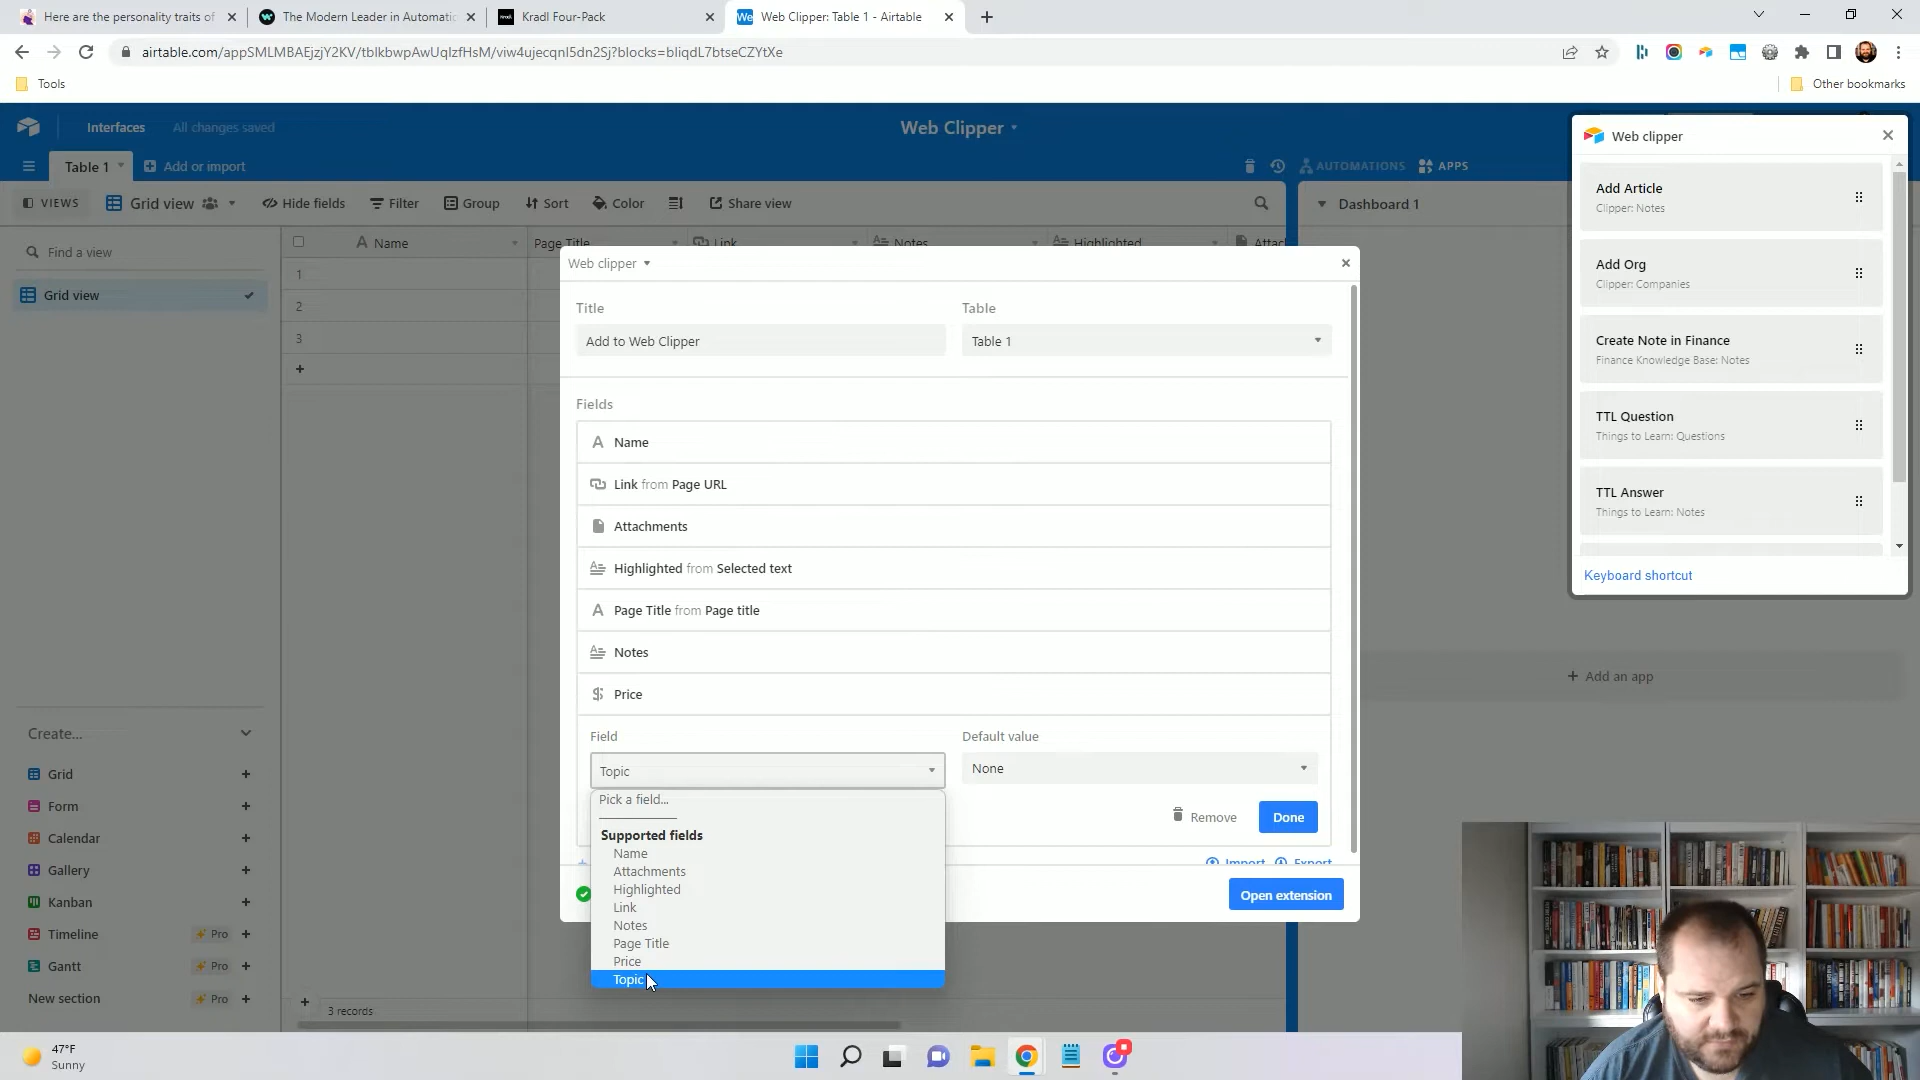 Here are the personality traits of
The Modern Leader in Automatic
Kradl Four-Pack
Web Clipper: Table 1 - Airtable
airtable.com/appSMLMBAEjzjY2KV/tblkbwpAwUqlzfHsM/viw4ujecqnI5dn2Sj?blocks=bliqdL7btseCZYtXe
Tools
Other bookmarks
Interfaces
All changes saved
Web Clipper
Table 1
Add or import
AUTOMATIONS
APPS
VIEWS
Grid view
Hide fields
Filter
Group
Sort
Color
Share view
Dashboard 1
Find a view
Grid view
Name
Page Title
Link
Notes
Highlighted
Attac
1
2
3
Web clipper
Title
Table
Add to Web Clipper
Table 1
Fields
Name
Link from Page URL
Attachments
Highlighted from Selected text
Page Title from Page title
Notes
Price
Field
Default value
Topic
None
Pick a field...
Supported fields
Name
Attachments
Highlighted
Link
Notes
Page Title
Price
Topic
Remove
Done
Import
Export
Open extension
Web clipper
Add Article
Clipper: Notes
Add Org
Clipper: Companies
Create Note in Finance
Finance Knowledge Base: Notes
TTL Question
Things to Learn: Questions
TTL Answer
Things to Learn: Notes
Keyboard shortcut
Add an app
Create...
Grid
Form
Calendar
Gallery
Kanban
Timeline
Pro
Gantt
Pro
New section
Pro
3 records
47°F
Sunny